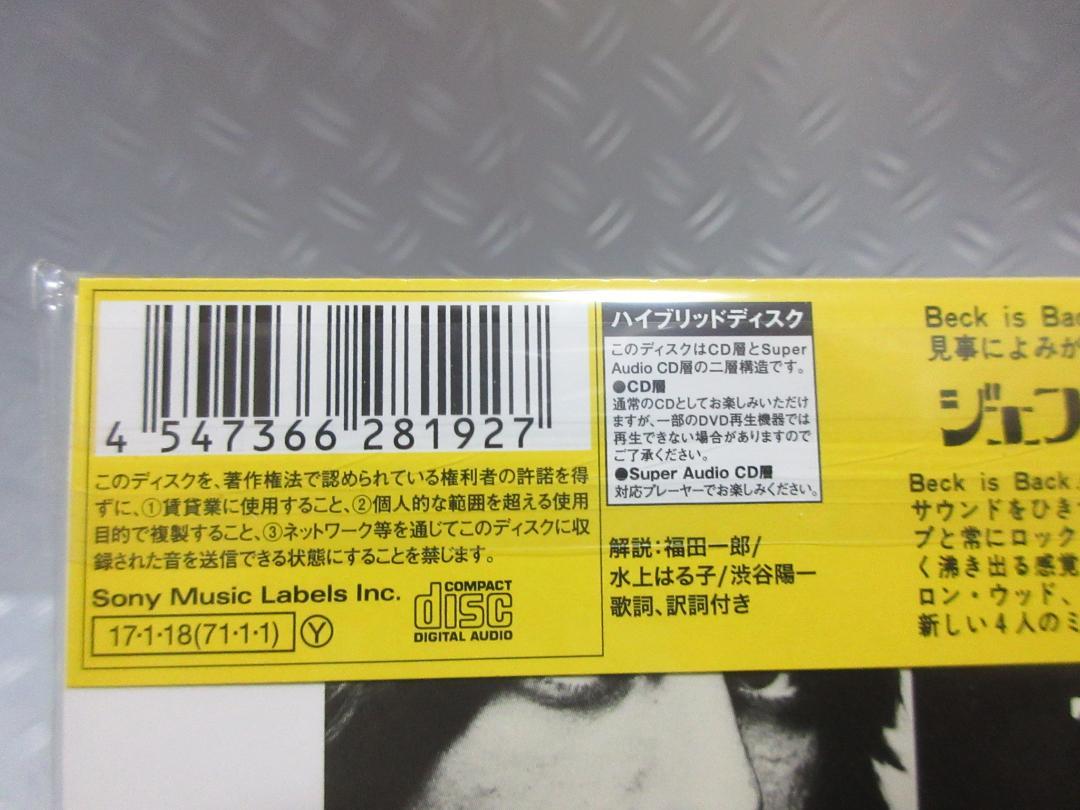 4 547366 281927
このディスクを、著作権法で認められている権利者の許諾を得
ずに、①賃貸業に使用すること、②個人的な範囲を超える使用
目的で複製すること、③ネットワーク等を通じてこのディスクに収
録された音を送信できる状態にすることを禁じます。
Sony Music Labels Inc.
17・1・18(71・1・1) Ⓨ
COMPACT
disc
DIGITAL AUDIO
ハイブリッドディスク
このディスクはCD層とSuper
Audio CD層の二層構造です。
●CD層
通常のCDとしてお楽しみいただけ
ますが、一部のDVD再生機器では
再生できない場合がありますので
ご了承ください。
●Super Audio CD層
対応プレーヤーでお楽しみください。
解説:福田一郎/
水上はる子/渋谷陽一
歌詞、訳詞付き
Beck is Bac
見事によみが
ジェフ
Beck is Back.
サウンドをひき
プと常にロック
く沸き出る感覚
ロン・ウッド、
新しい4人のミ